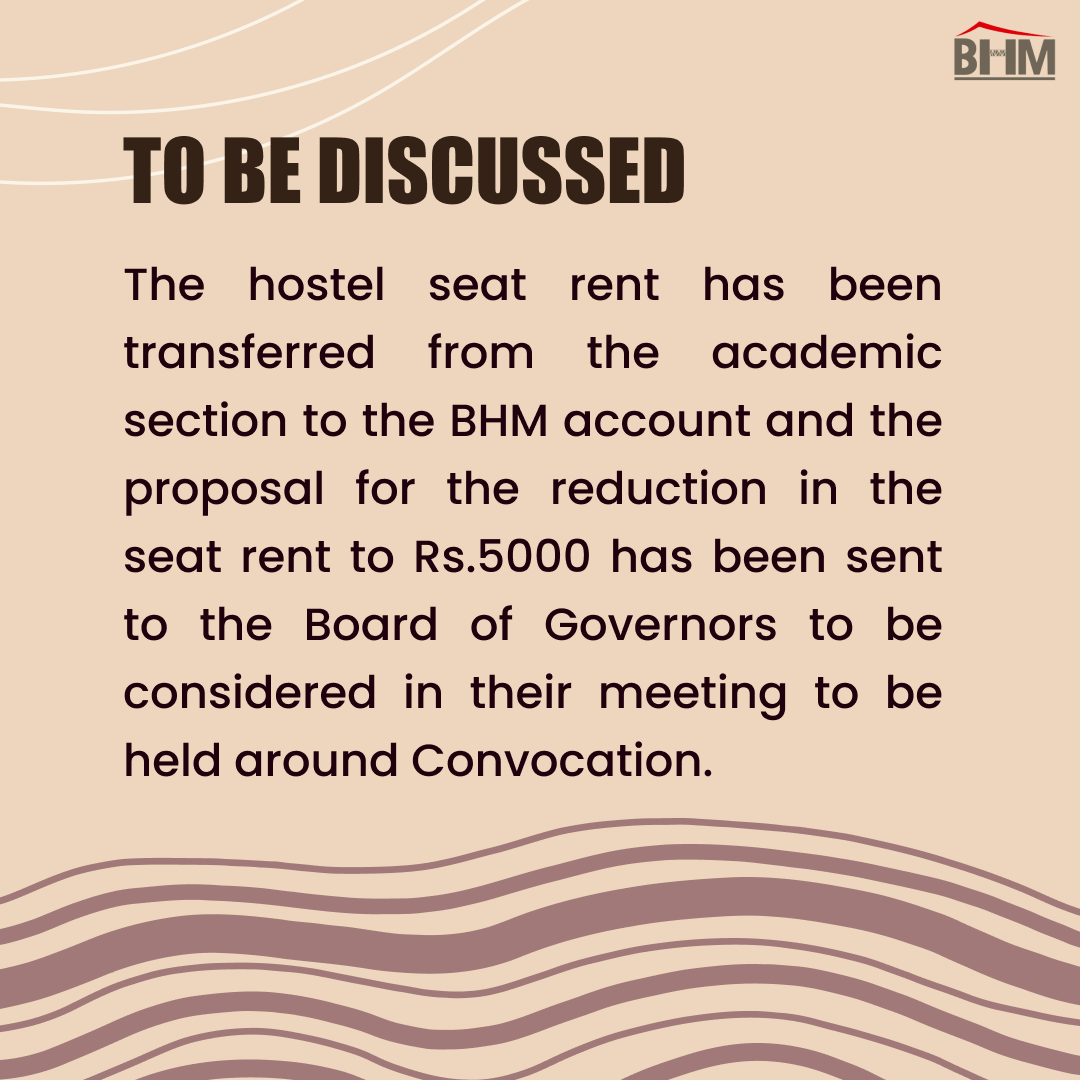 BHM
TO BE DISCUSSED
The hostel seat rent has been
transferred from the academic
section to the BHM account and the
proposal for the reduction in the
seat rent to Rs.5000 has been sent
to the Board of Governors to be
considered in their meeting to be
held around Convocation.